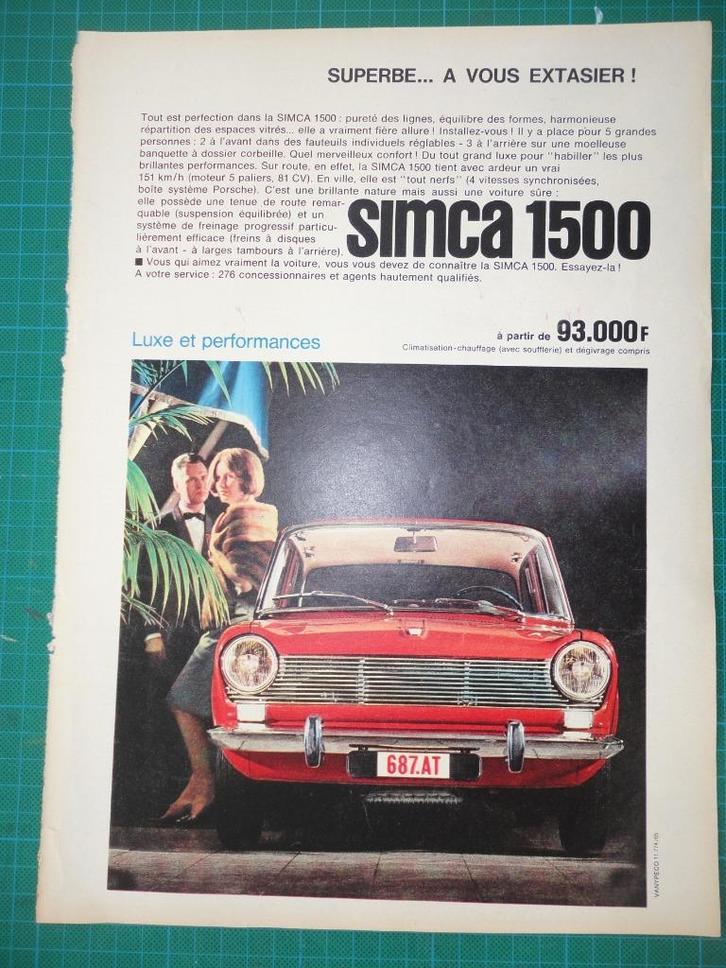 SUPERBE... A VOUS EXTASIER !
Tout est perfection dans la SIMCA 1500 : pureté des lignes, équilibre des formes, harmonieuse
répartition des espaces vitrés... elle a vraiment fière allure ! Installez-vous ! Il y a place pour 5 grandes
personnes : 2 à l'avant dans des fauteuils individuels réglables - 3 à l'arrière sur une moelleuse
banquette à dossier corbeille. Quel merveilleux confort ! Du tout grand luxe pour "habiller" les plus
brillantes performances. Sur route, en effet, la SIMCA 1500 tient avec ardeur un vrai
151 km/h (moteur 5 paliers, 81 CV). En ville, elle est "tout nerfs" (4 vitesses synchronisées,
boîte système Porsche). C'est une brillante nature mais aussi une voiture sûre :
elle possède une tenue de route remar-
quable (suspension équilibrée) et un
système de freinage progressif particu-
lièrement efficace (freins à disques
à l'avant - à larges tambours à l'arrière).
simca 1500
■ Vous qui aimez vraiment la voiture, vous vous devez de connaître la SIMCA 1500. Essayez-la !
A votre service : 276 concessionnaires et agents hautement qualifiés.
Luxe et performances
à partir de 93.000 F
Climatisation-chauffage (avec soufflerie) et dégivrage compris
687.AT
VANYPECO 11.774/65